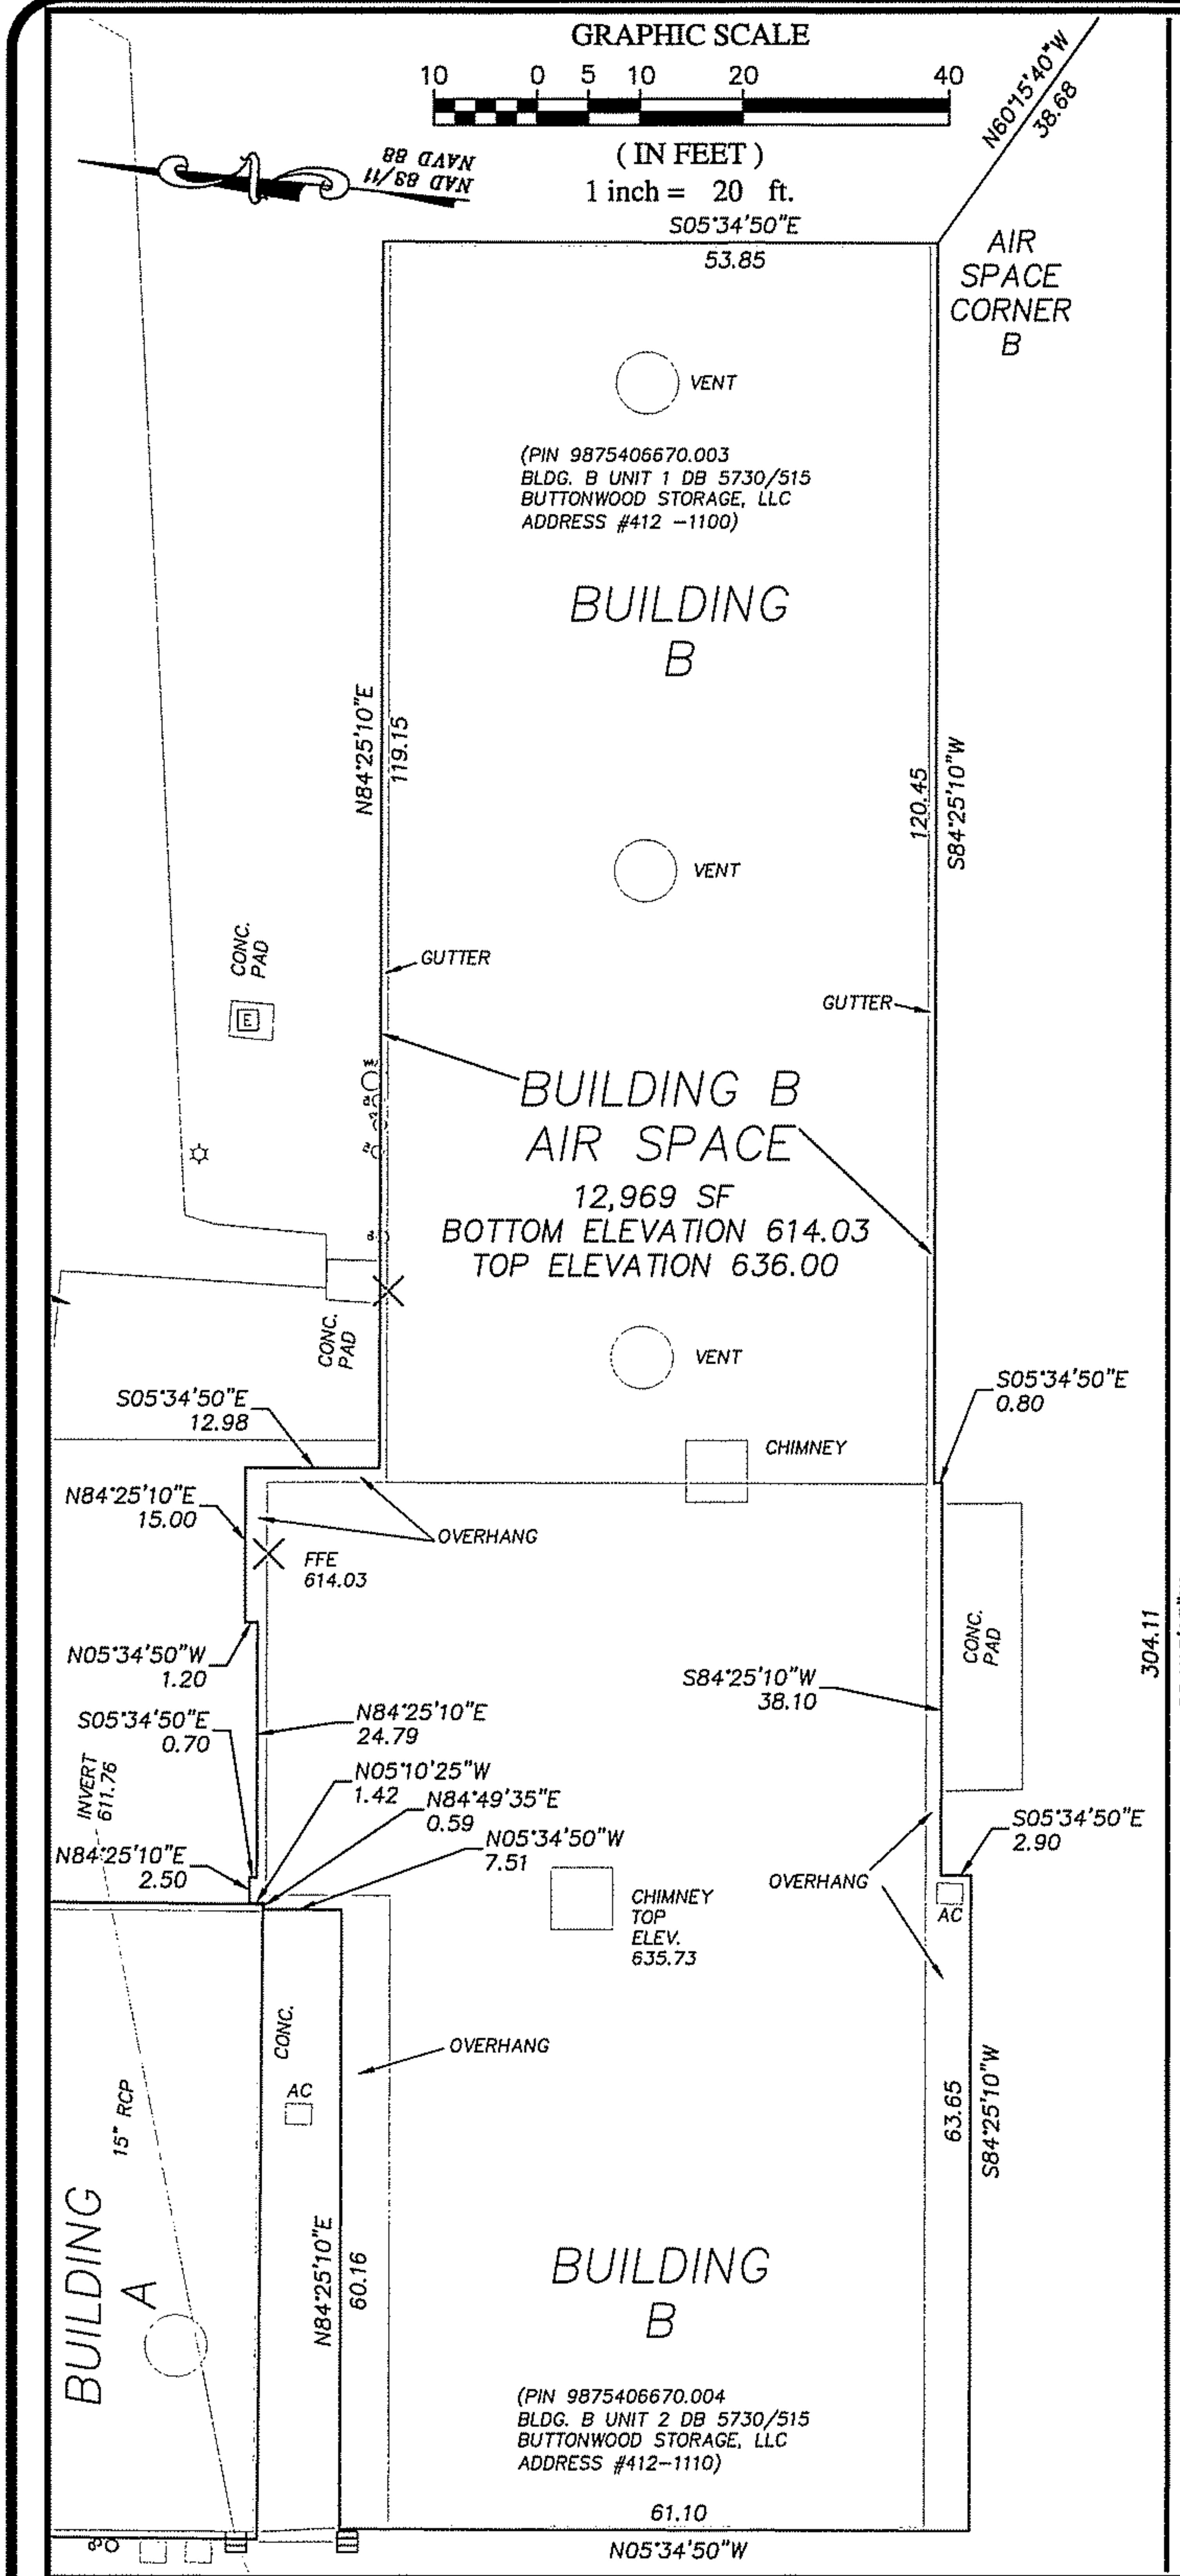 GRAPHIC SCALE
10 0 5 10 20 40
( IN FEET )
1 inch = 20 ft.
NAD 83/11
NAVD 88
N60°15'40"W
38.68
S05°34'50"E
53.85
AIR
SPACE
CORNER
B
VENT
(PIN 9875406670.003
BLDG. B UNIT 1 DB 5730/515
BUTTONWOOD STORAGE, LLC
ADDRESS #412 -1100)
BUILDING
B
N84°25'10"E
119.15
120.45
S84°25'10"W
VENT
CONC.
PAD
E
GUTTER
GUTTER
BUILDING B
AIR SPACE
12,969 SF
BOTTOM ELEVATION 614.03
TOP ELEVATION 636.00
CONC.
PAD
VENT
S05°34'50"E
12.98
S05°34'50"E
0.80
CHIMNEY
N84°25'10"E
15.00
OVERHANG
FFE
614.03
CONC.
PAD
304.11
N05°34'50"W
1.20
S84°25'10"W
38.10
S05°34'50"E
0.70
N84°25'10"E
24.79
INVERT
611.76
N05°10'25"W
1.42
N84°49'35"E
0.59
N05°34'50"W
7.51
S05°34'50"E
2.90
N84°25'10"E
2.50
OVERHANG
CHIMNEY
TOP
ELEV.
635.73
AC
CONC.
OVERHANG
AC
15" RCP
63.65
S84°25'10"W
BUILDING
A
N84°25'10"E
60.16
BUILDING
B
(PIN 9875406670.004
BLDG. B UNIT 2 DB 5730/515
BUTTONWOOD STORAGE, LLC
ADDRESS #412-1110)
61.10
N05°34'50"W